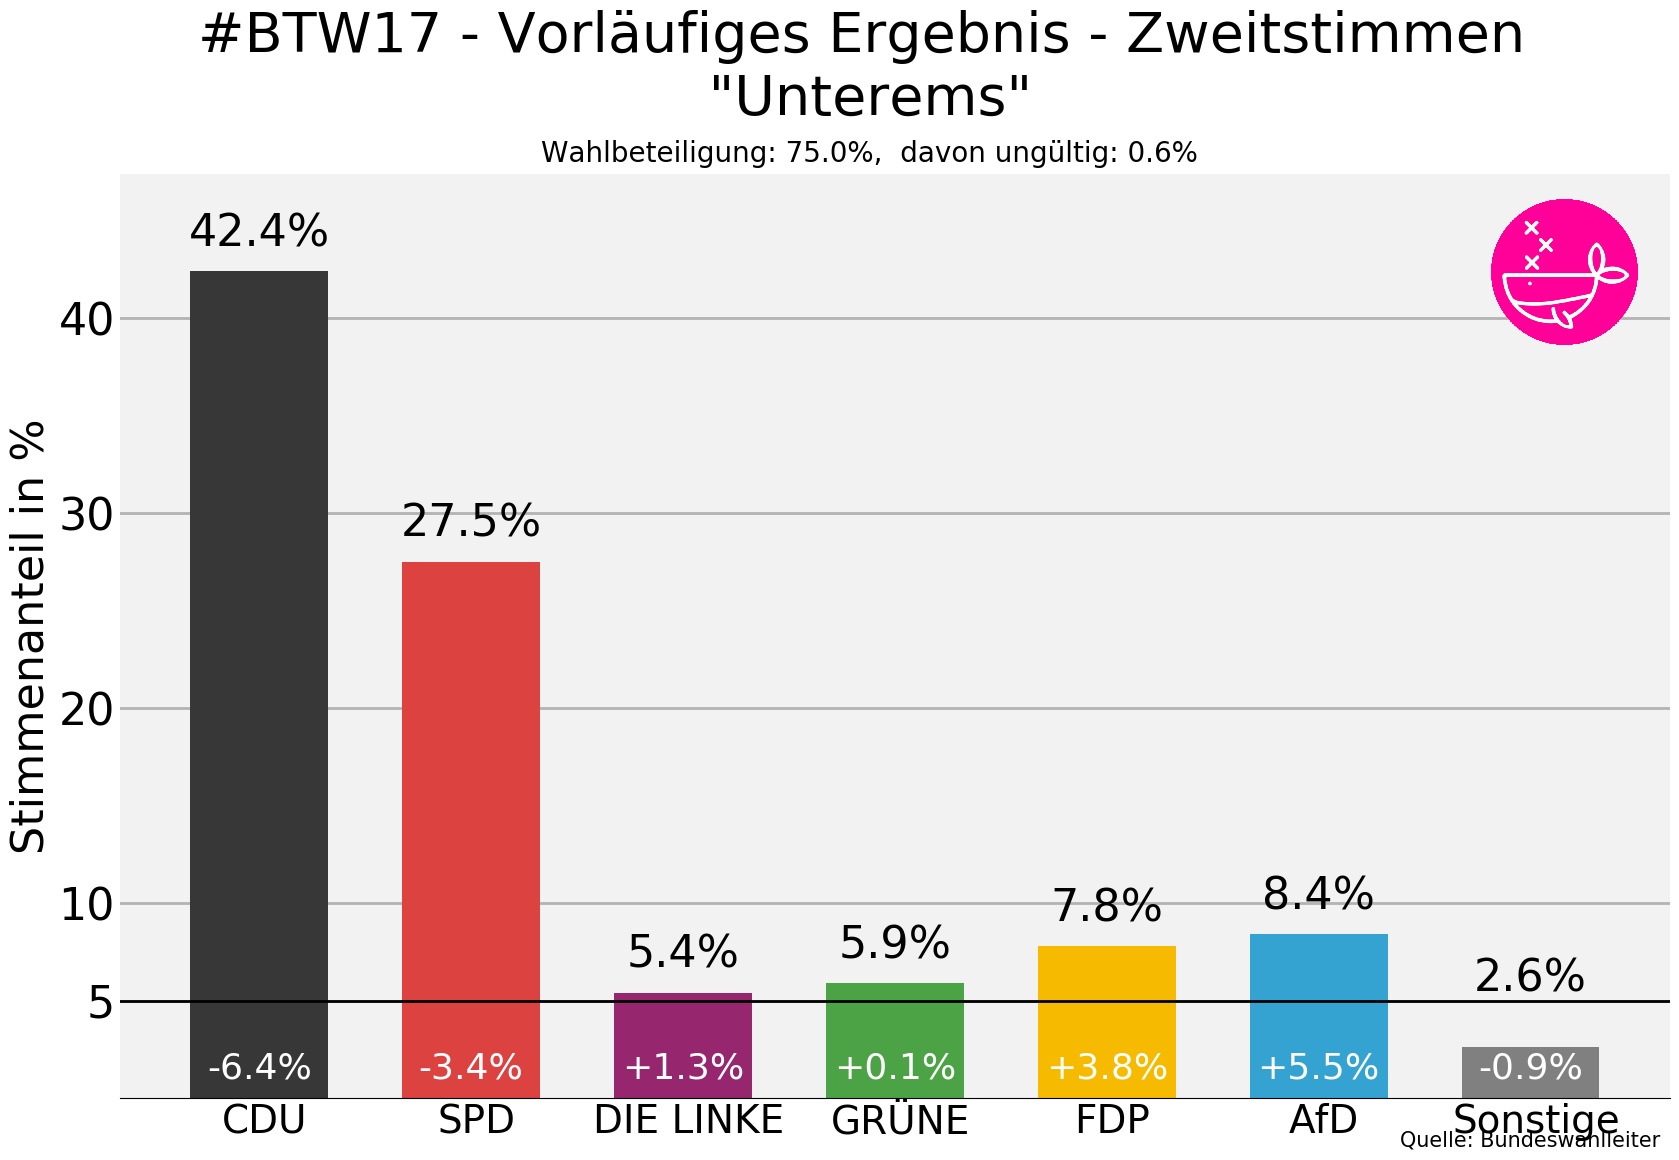 #BTW17 - Vorläufiges Ergebnis - Zweitstimmen
"Unterems"
Wahlbeteiligung: 75.0%,  davon ungültig: 0.6%
Stimmenanteil in %
40
30
20
10
5
42.4%
27.5%
5.4%
5.9%
7.8%
8.4%
2.6%
-6.4%
-3.4%
+1.3%
+0.1%
+3.8%
+5.5%
-0.9%
CDU
SPD
DIE LINKE
GRÜNE
FDP
AfD
Sonstige
Quelle: Bundeswahlleiter